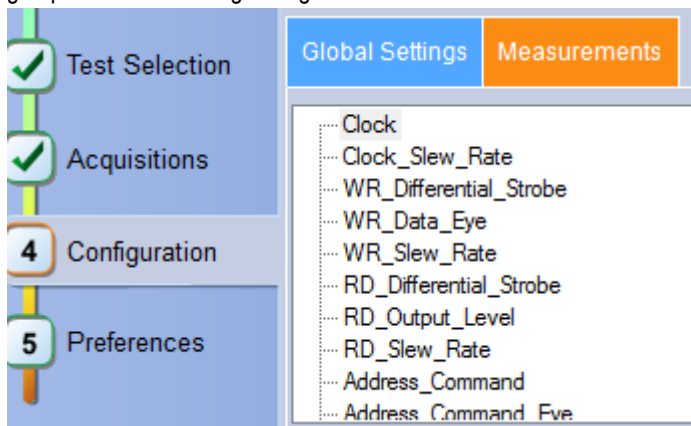 Test Selection
Acquisitions
4 Configuration
5 Preferences
Global Settings
Measurements
Clock
Clock_Slew_Rate
WR_Differential_Strobe
WR_Data_Eye
WR_Slew_Rate
RD_Differential_Strobe
RD_Output_Level
RD_Slew_Rate
Address_Command
Address_Command_Eye